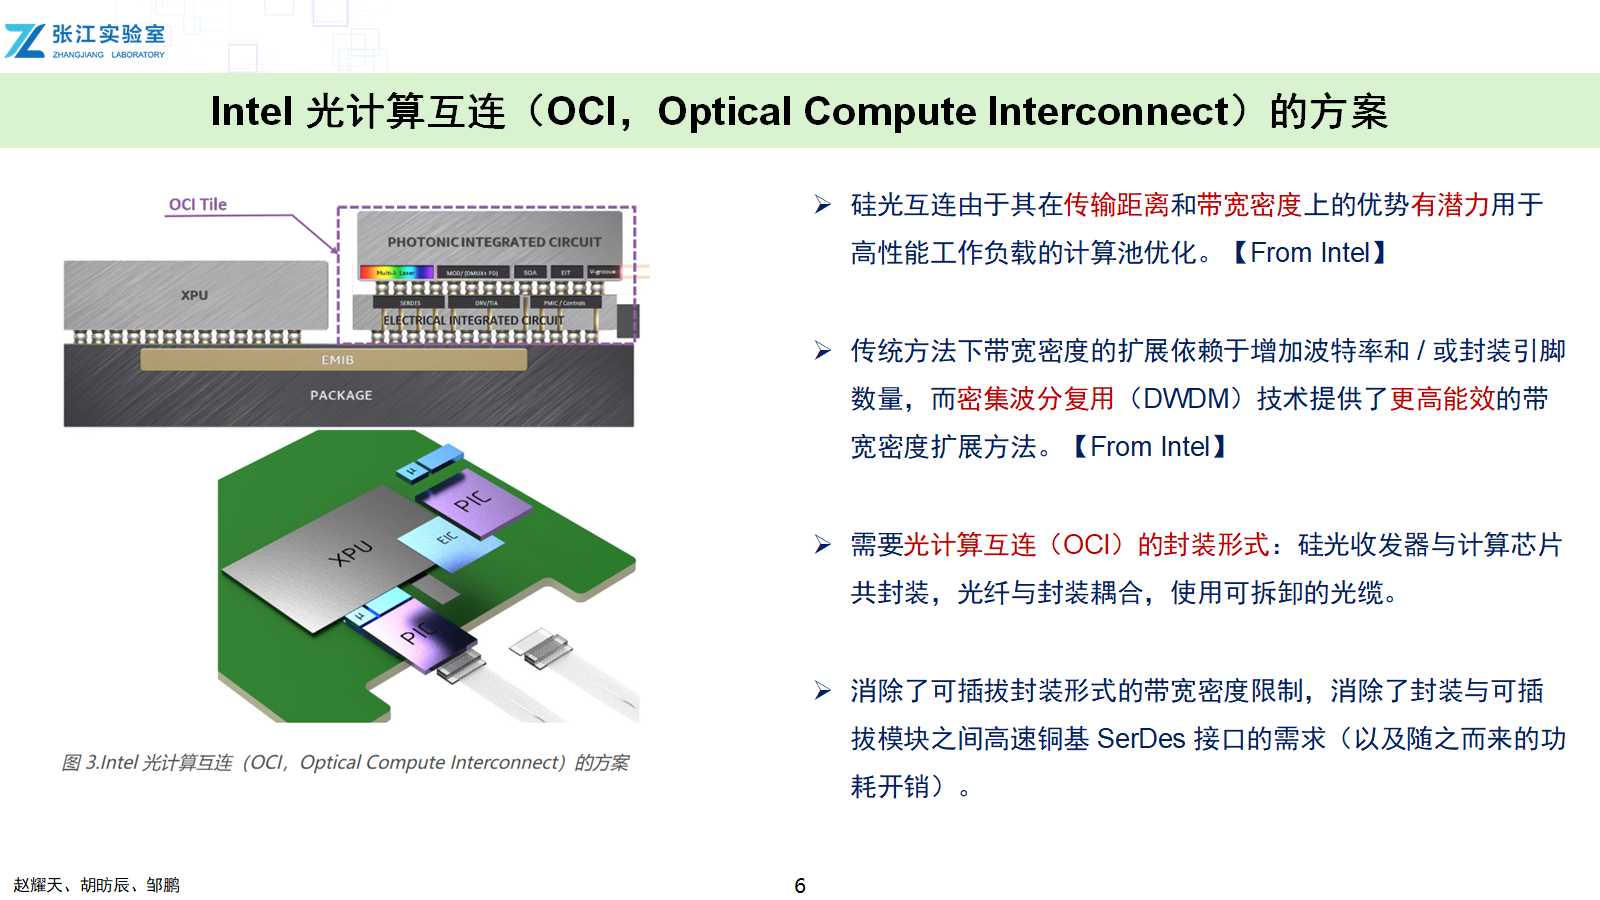 张江实验室
ZHANGJIANG LABORATORY
Intel 光计算互连（OCI，Optical Compute Interconnect）的方案
OCI Tile
PHOTONIC INTEGRATED CIRCUIT
Multi-λ Laser
MOD/ (DMUX+ PD)
SOA
EIT
V-groove
XPU
SERDES
DRV/TIA
PMIC / Controls
ELECTRICAL INTEGRATED CIRCUIT
EMIB
PACKAGE
µ
PIC
EIC
XPU
µ
PIC
图 3.Intel 光计算互连（OCI，Optical Compute Interconnect）的方案
➢ 硅光互连由于其在传输距离和带宽密度上的优势有潜力用于
高性能工作负载的计算池优化。【From Intel】
➢ 传统方法下带宽密度的扩展依赖于增加波特率和 / 或封装引脚
数量，而密集波分复用（DWDM）技术提供了更高能效的带
宽密度扩展方法。【From Intel】
➢ 需要光计算互连（OCI）的封装形式：硅光收发器与计算芯片
共封装，光纤与封装耦合，使用可拆卸的光缆。
➢ 消除了可插拔封装形式的带宽密度限制，消除了封装与可插
拔模块之间高速铜基 SerDes 接口的需求（以及随之而来的功
耗开销）。
赵耀天、胡昉辰、邹鹏
6